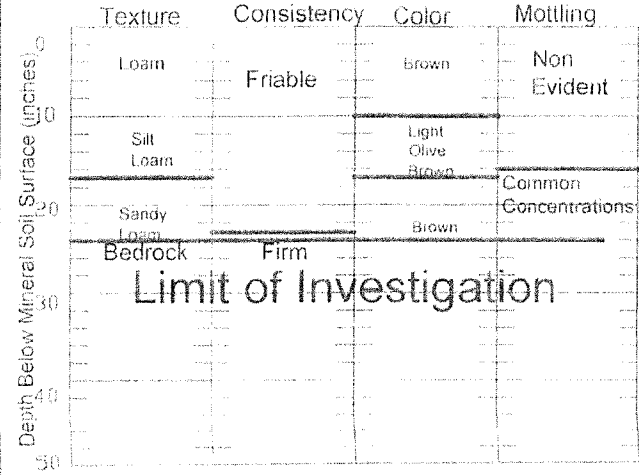 Texture Consistency Color Mottling
Depth Below Mineral Soil Surface (inches)
0
10
20
30
40
50
Loam
Silt
Loam
Sandy
Loam
Bedrock
Friable
Firm
Brown
Light
Olive
Brown
Brown
Non
Evident
Common
Concentrations
Limit of Investigation